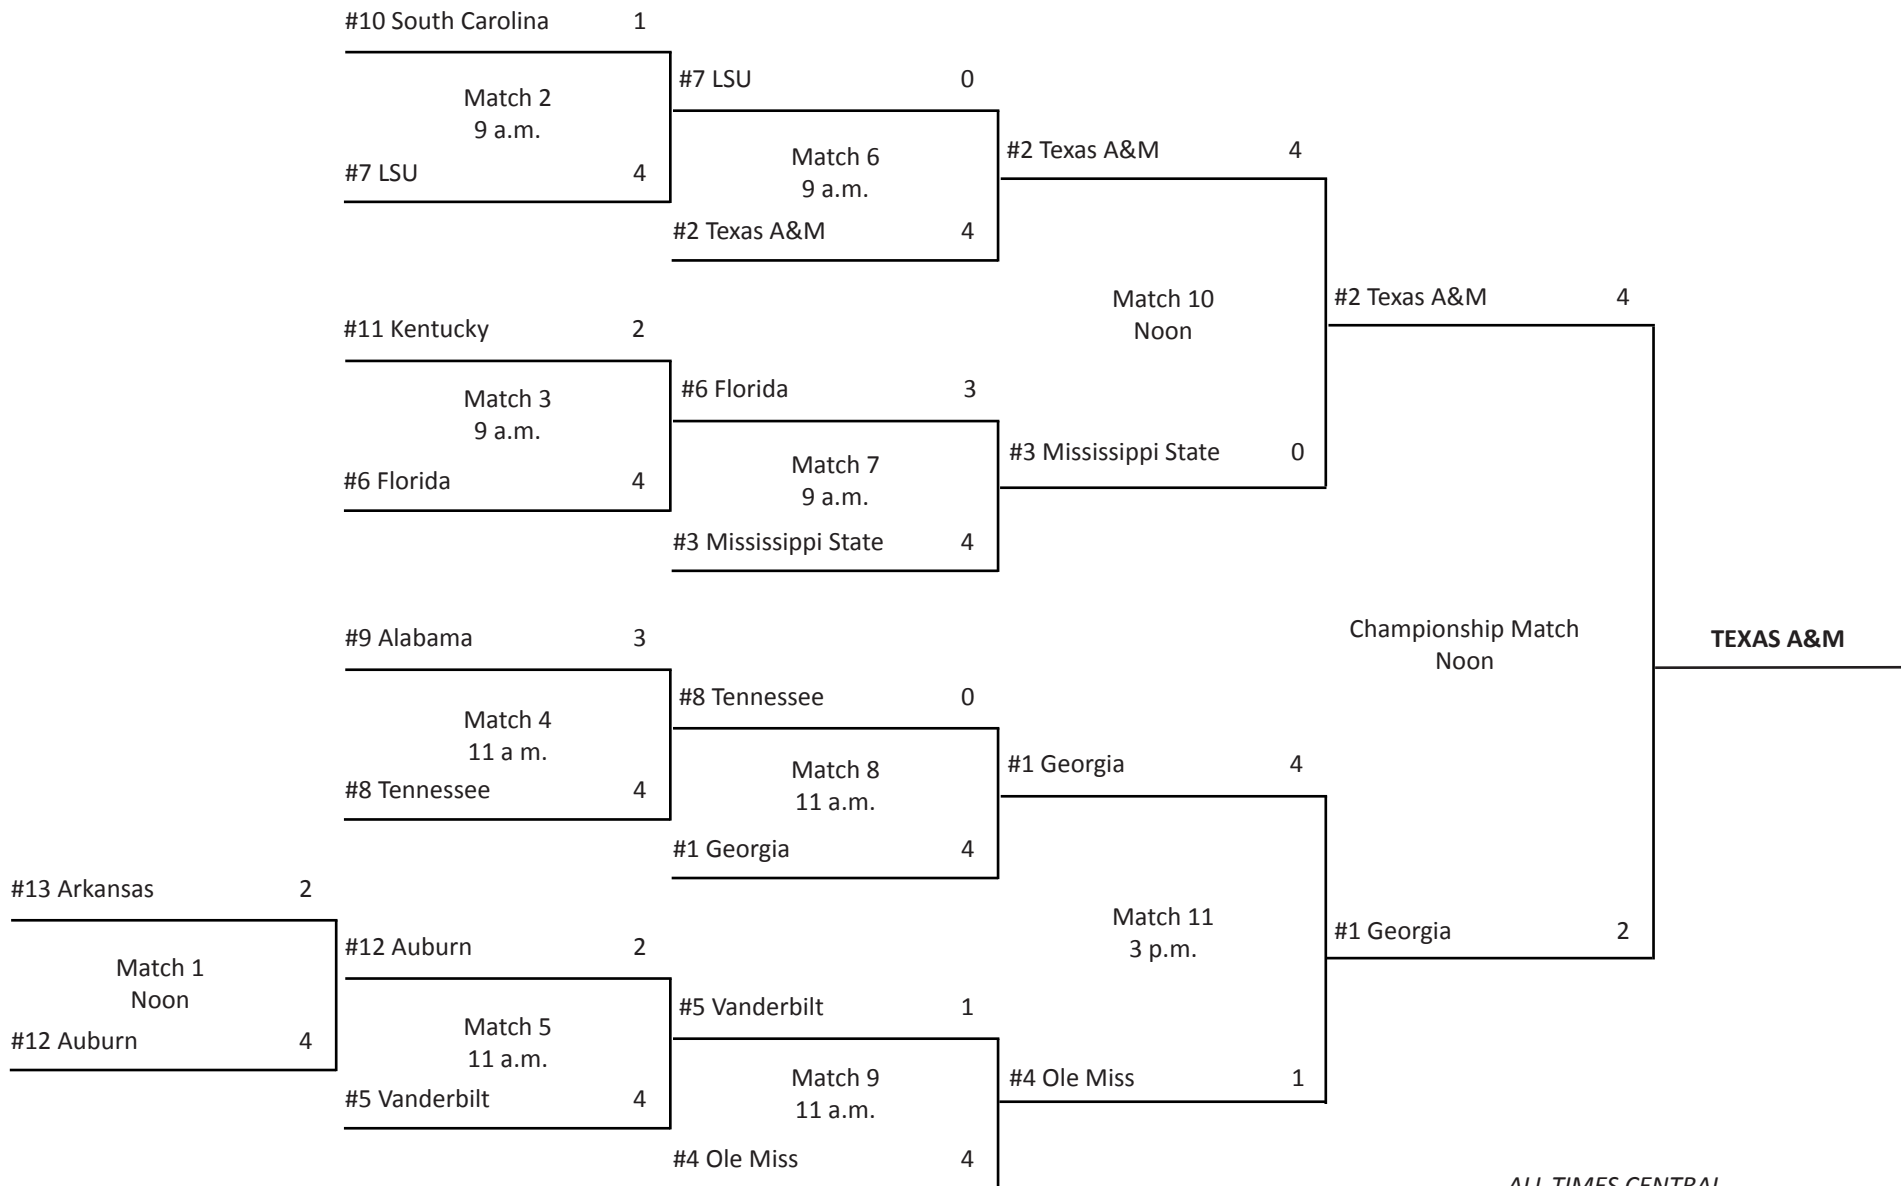 #10 South Carolina 1
Match 2
9 a.m.
#7 LSU 4
#7 LSU 0
Match 6
9 a.m.
#2 Texas A&M 4
#2 Texas A&M 4
Match 10
Noon
#3 Mississippi State 0
#11 Kentucky 2
Match 3
9 a.m.
#6 Florida 4
#6 Florida 3
Match 7
9 a.m.
#3 Mississippi State 4
#2 Texas A&M 4
Championship Match
Noon
TEXAS A&M
#9 Alabama 3
Match 4
11 a m.
#8 Tennessee 4
#8 Tennessee 0
Match 8
11 a.m.
#1 Georgia 4
#1 Georgia 4
Match 11
3 p.m.
#4 Ole Miss 1
#1 Georgia 2
#13 Arkansas 2
Match 1
Noon
#12 Auburn 4
#12 Auburn 2
Match 5
11 a.m.
#5 Vanderbilt 4
#5 Vanderbilt 1
Match 9
11 a.m.
#4 Ole Miss 4
ALL TIMES CENTRAL